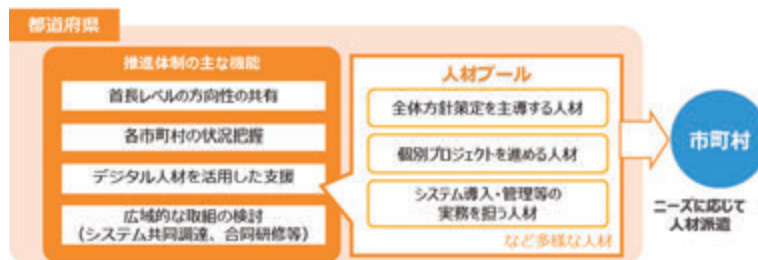 都道府県
推進体制の主な機能
首長レベルの方向性の共有
各市町村の状況把握
デジタル人材を活用した支援
広域的な取組の検討
(システム共同調達、合同研修等)
人材プール
全体方針策定を主導する人材
個別プロジェクトを進める人材
システム導入・管理等の
実務を担う人材
など多様な人材
市町村
ニーズに応じて
人材派遣